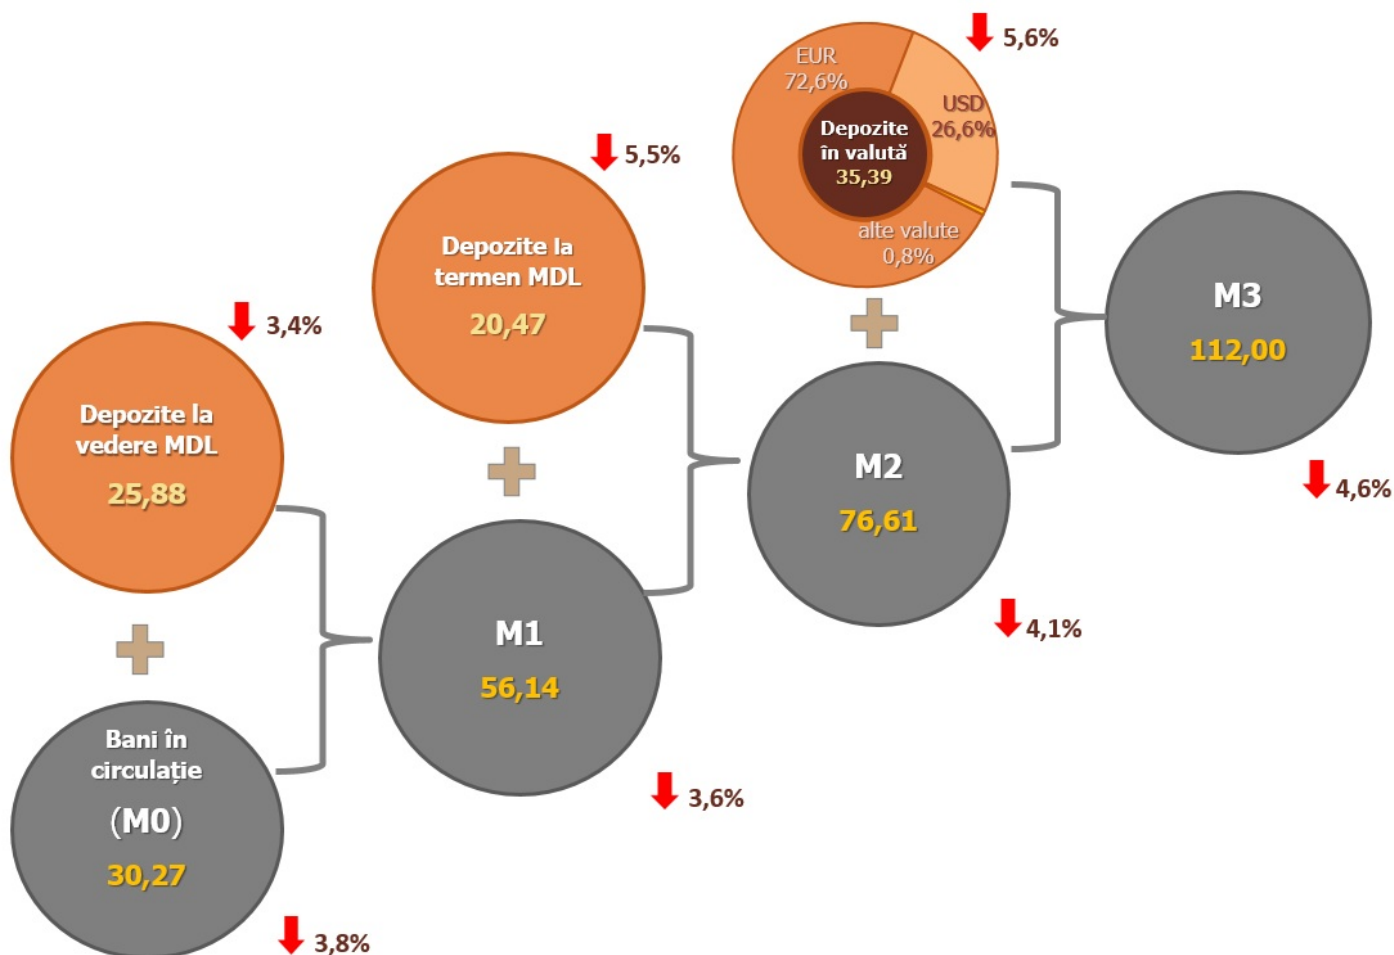 5,6%
EUR
72,6%
USD
26,6%
Depozite
în valută
35,39
alte valute
0,8%
5,5%
Depozite la
termen MDL
20,47
M3
112,00
4,6%
3,4%
Depozite la
vedere MDL
25,88
M2
76,61
4,1%
M1
56,14
3,6%
Bani în
circulație
(M0)
30,27
3,8%